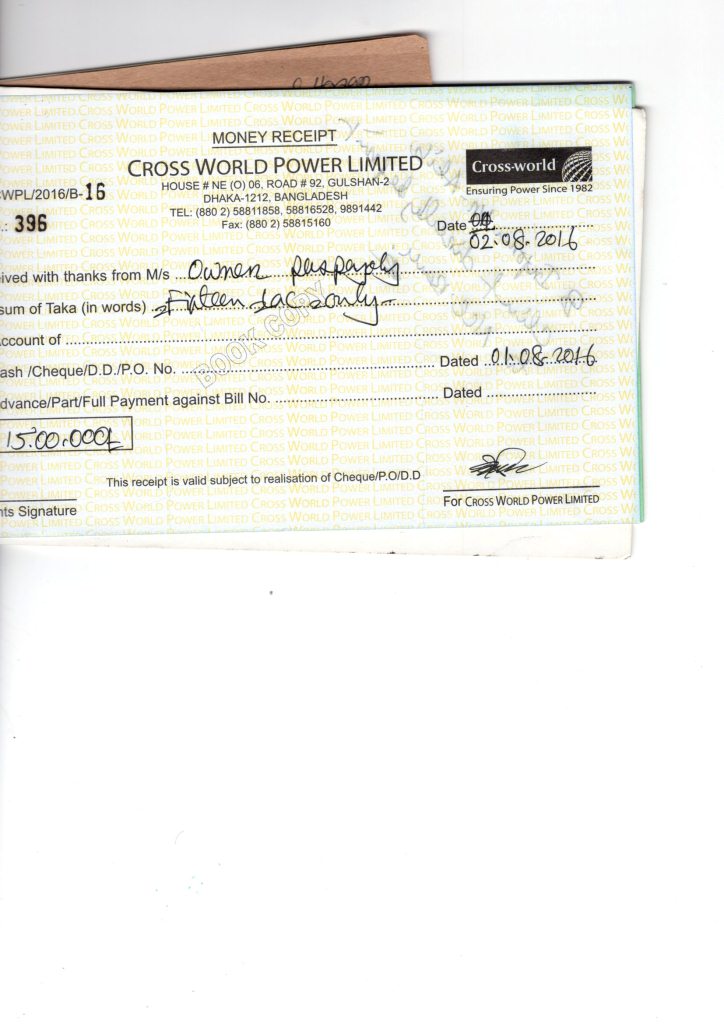 MONEY RECEIPT
CROSS WORLD POWER LIMITED
Cross-world
Ensuring Power Since 1982
HOUSE # NE (O) 06, ROAD # 92, GULSHAN-2
DHAKA-1212, BANGLADESH
TEL: (880 2) 58811858, 58816528, 9891442
Fax: (880 2) 58815160
WPL/2016/B-16
.: 396
Date 02.08.2016
ived with thanks from M/s Owner
sum of Taka (in words) Fifteen Lac only
ccount of
BOOK COPY
ash /Cheque/D.D./P.O. No. Dated 01.08.2016
dvance/Part/Full Payment against Bill No. Dated
15,00,000/-
This receipt is valid subject to realisation of Cheque/P.O/D.D
nts Signature
For CROSS WORLD POWER LIMITED